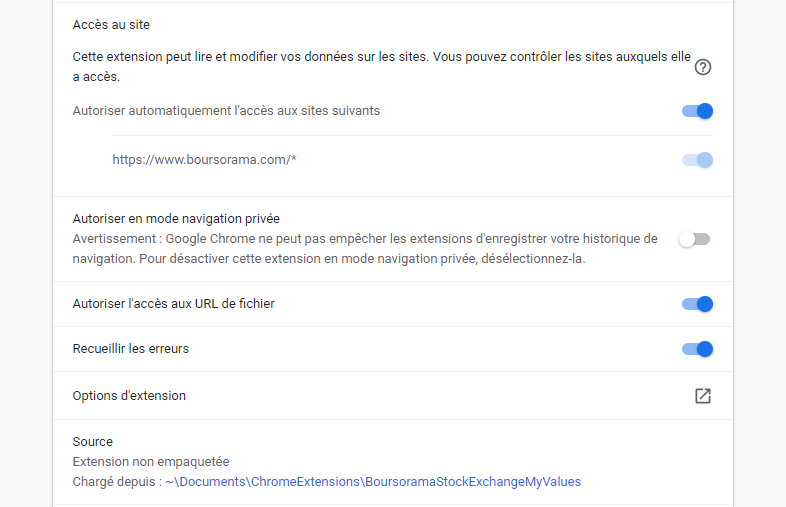 Accès au site
Cette extension peut lire et modifier vos données sur les sites. Vous pouvez contrôler les sites auxquels elle
a accès.
Autoriser automatiquement l'accès aux sites suivants
https://www.boursorama.com/*
Autoriser en mode navigation privée
Avertissement : Google Chrome ne peut pas empêcher les extensions d'enregistrer votre historique de
navigation. Pour désactiver cette extension en mode navigation privée, désélectionnez-la.
Autoriser l'accès aux URL de fichier
Recueillir les erreurs
Options d'extension
Source
Extension non empaquetée
Chargé depuis : ~\Documents\ChromeExtensions\BoursoramaStockExchangeMyValues